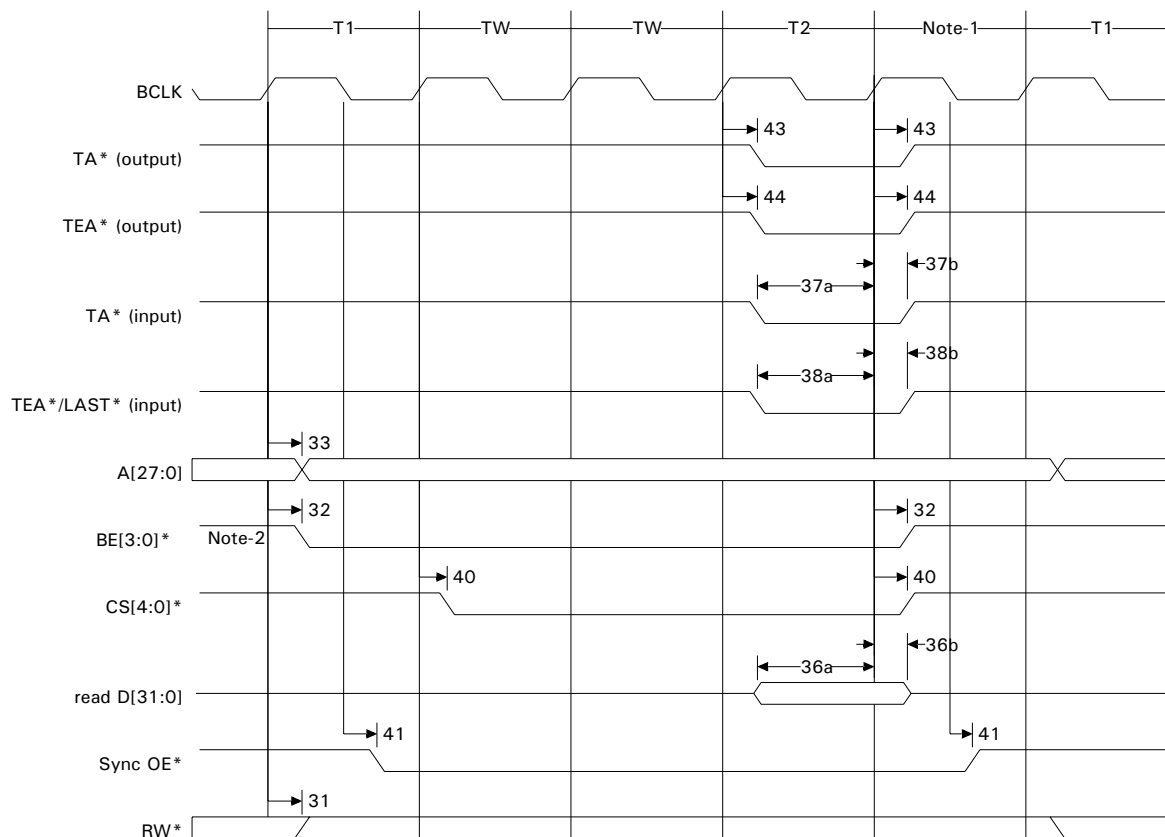 T1 TW TW T2 Note-1 T1
BCLK
43 43
TA* (output)
44 44
TEA* (output)
37b
37a
TA* (input)
38b
38a
TEA*/LAST* (input)
33
A[27:0]
32 32
BE[3:0]* Note-2
40 40
CS[4:0]*
36b
36a
read D[31:0]
41 41
Sync OE*
31
RW*